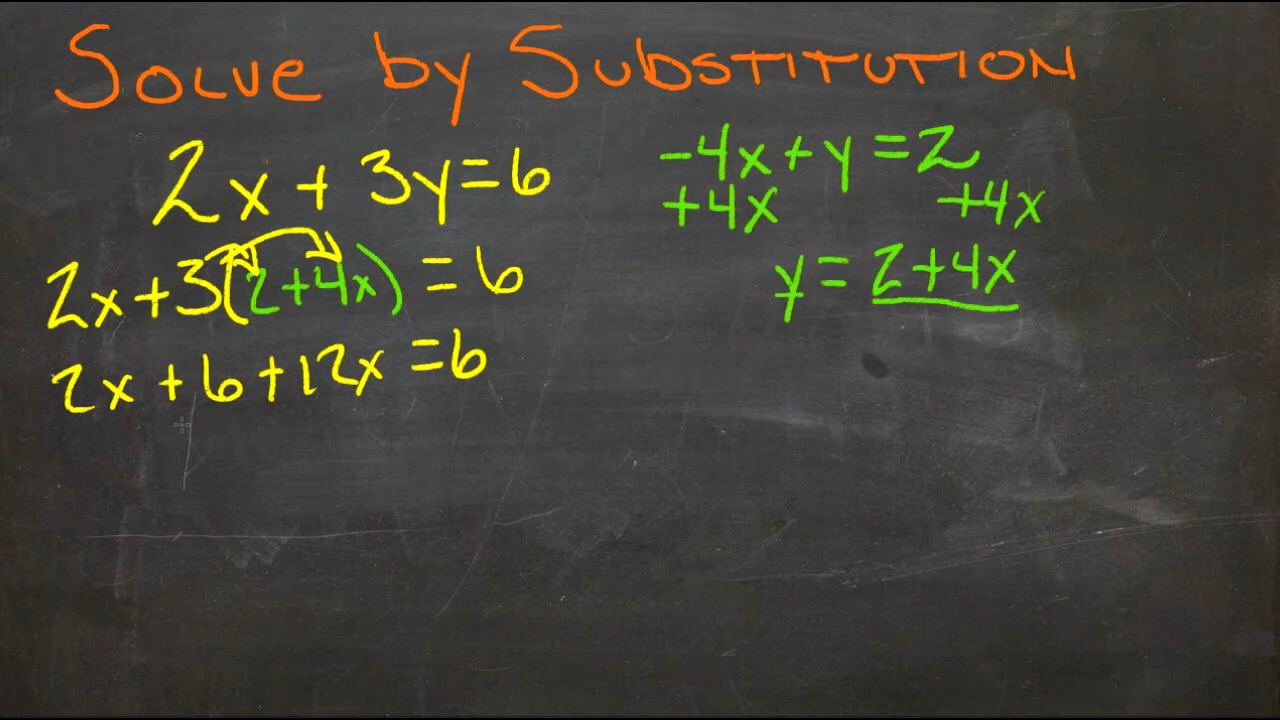 Solve by Substitution
2x + 3y = 6
2x + 3(2 + 4x) = 6
2x + 6 + 12x = 6
-4x + y = 2
+4x +4x
y = 2 + 4x